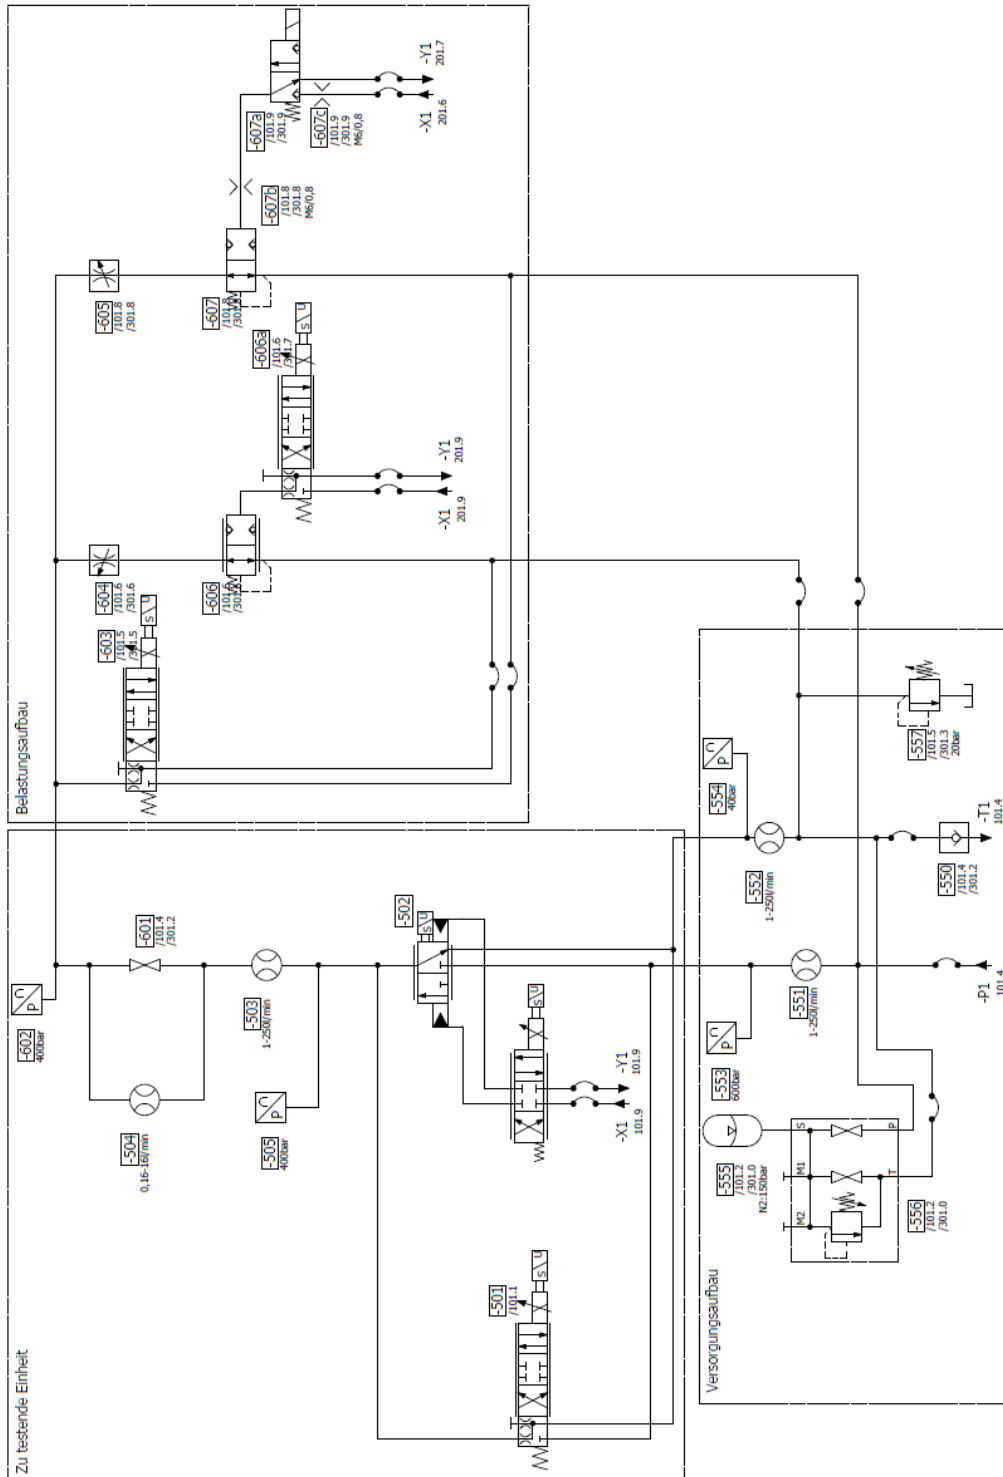 Zu testende Einheit
-504
0,16-16l/min
-602
400bar
-601
/101.4
/301.2
-503
1-250l/min
-505
400bar
-502
S
U
-X1
101.9
-Y1
101.9
-501
/101.1
S
U
S
U
U
P
U
P
Belastungsaufbau
-603
/101.5
/301.5
S
U
-604
/101.6
/301.6
-605
/101.8
/301.8
-606
/101.6
-606a
/101.6
S
U
-X1
201.9
-Y1
201.9
-607
/101.8
-607b
/101.8
/301.8
M6/0,8
-607a
/101.9
/301.9
-607c
/101.9
/301.9
M6/0,8
-X1
201.6
-Y1
201.7
Versorgungsaufbau
-555
/101.2
/301.0
N2:150bar
-553
600bar
U
P
-554
40bar
U
P
M2
M1
S
T
P
-556
/101.2
/301.0
-551
1-250l/min
-552
1-250l/min
-557
/101.5
/301.3
20bar
-550
/101.4
/301.2
-P1
101.4
-T1
101.4